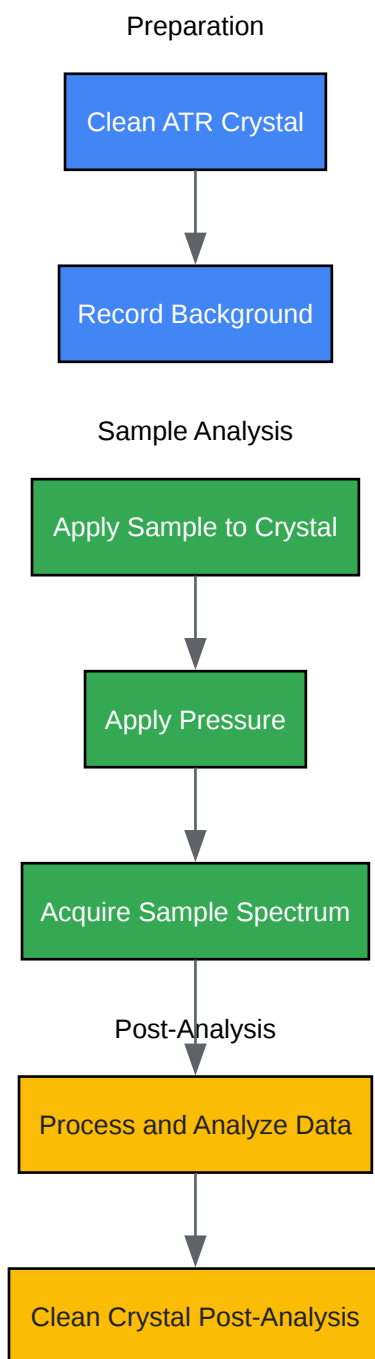 Preparation
Clean ATR Crystal
Record Background
Sample Analysis
Apply Sample to Crystal
Apply Pressure
Acquire Sample Spectrum
Post-Analysis
Process and Analyze Data
Clean Crystal Post-Analysis